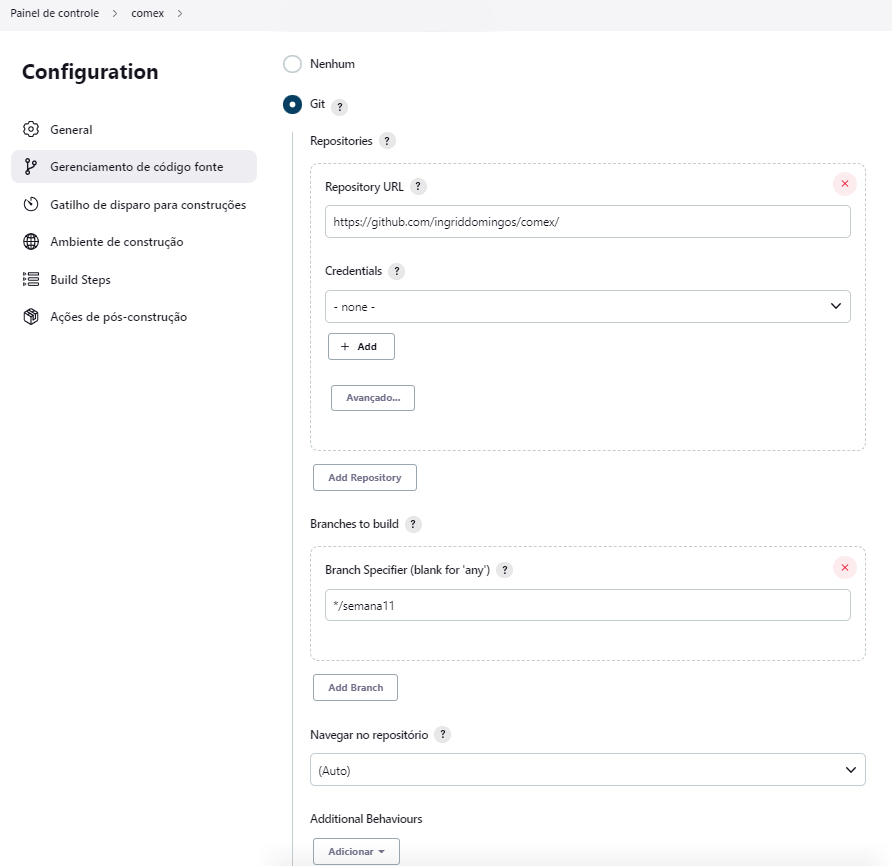 Painel de controle > comex >
Configuration
General
Gerenciamento de código fonte
Gatilho de disparo para construções
Ambiente de construção
Build Steps
Ações de pós-construção
Nenhum
Git ?
Repositories ?
Repository URL ?
https://github.com/ingriddomingos/comex/
Credentials ?
- none -
+ Add
Avançado...
Add Repository
Branches to build ?
Branch Specifier (blank for 'any') ?
*/semana11
Add Branch
Navegar no repositório ?
(Auto)
Additional Behaviours
Adicionar